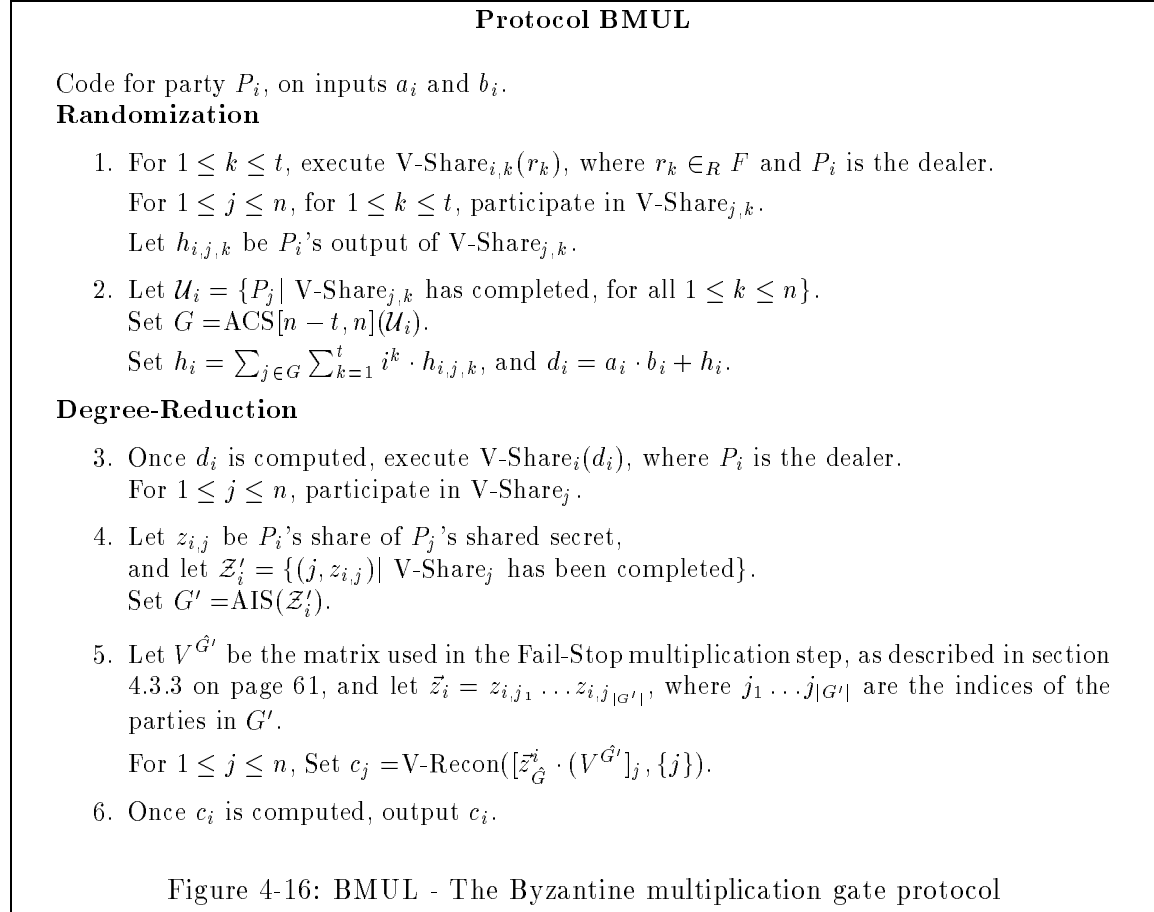 Protocol BMUL
Code for party P_i, on inputs a_i and b_i.
Randomization
1. For 1 ≤ k ≤ t, execute V-Share_{i,k}(r_k), where r_k ∈_R F and P_i is the dealer.
For 1 ≤ j ≤ n, for 1 ≤ k ≤ t, participate in V-Share_{j,k}.
Let h_{i,j,k} be P_i's output of V-Share_{j,k}.
2. Let 𝒰_i = {P_j| V-Share_{j,k} has completed, for all 1 ≤ k ≤ n}.
Set G =ACS[n − t, n](𝒰_i).
Set h_i = ∑_{j∈G} ∑_{k=1}^{t} i^k · h_{i,j,k}, and d_i = a_i · b_i + h_i.
Degree-Reduction
3. Once d_i is computed, execute V-Share_i(d_i), where P_i is the dealer.
For 1 ≤ j ≤ n, participate in V-Share_j.
4. Let z_{i,j} be P_i's share of P_j's shared secret,
and let 𝒵'_i = {(j, z_{i,j})| V-Share_j has been completed}.
Set G' =AIS(𝒵'_i).
5. Let V^{Ĝ'} be the matrix used in the Fail-Stop multiplication step, as described in section
4.3.3 on page 61, and let \vec{z}_i = z_{i,j_1} ... z_{i,j_{|G'|}}, where j_1 ... j_{|G'|} are the indices of the
parties in G'.
For 1 ≤ j ≤ n, Set c_j =V-Recon([\vec{z}^i_{Ĝ} · (V^{Ĝ'}]_j, {j}).
6. Once c_i is computed, output c_i.
Figure 4-16: BMUL - The Byzantine multiplication gate protocol